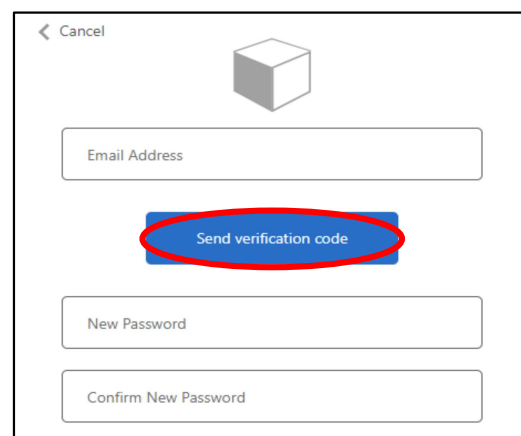 Cancel
Email Address
Send verification code
New Password
Confirm New Password